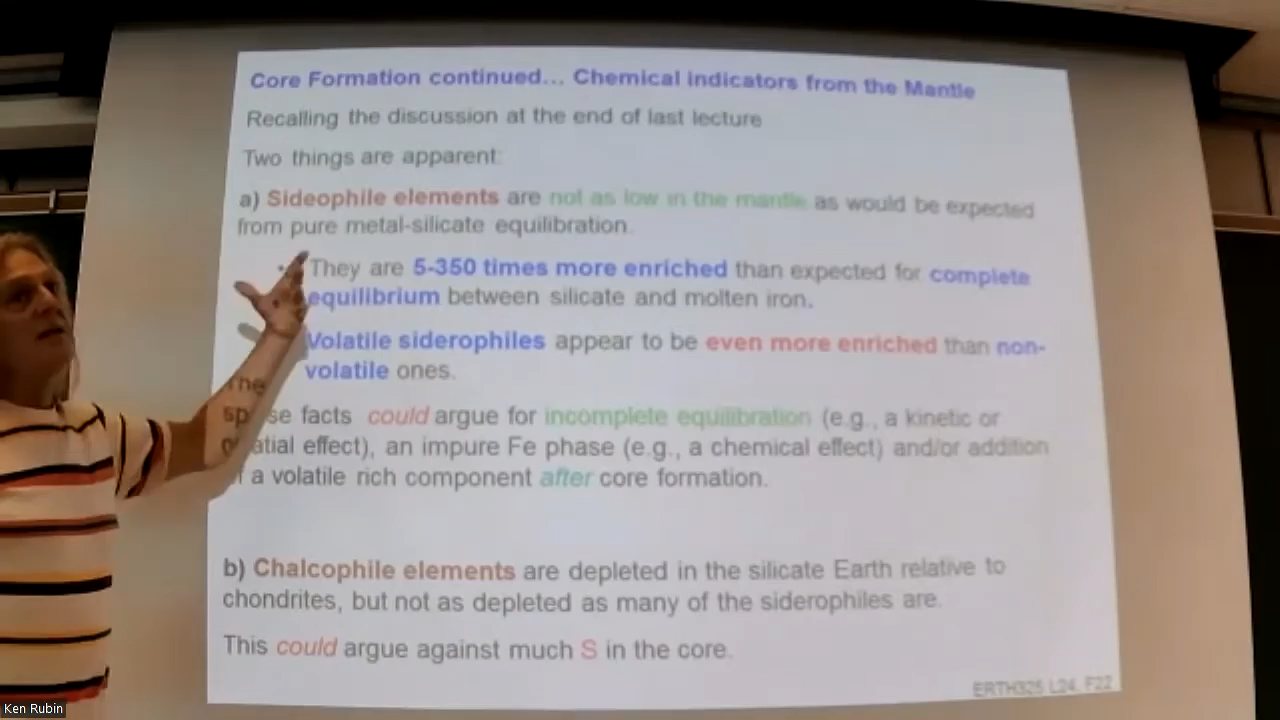 Core Formation continued… Chemical indicators from the Mantle
Recalling the discussion at the end of last lecture
Two things are apparent:
a) Sideophile elements are not as low in the mantle as would be expected
from pure metal-silicate equilibration.
They are 5-350 times more enriched than expected for complete
equilibrium between silicate and molten iron.
Volatile siderophiles appear to be even more enriched than non-
volatile ones.
The
se facts could argue for incomplete equilibration (e.g., a kinetic or
spatial effect), an impure Fe phase (e.g., a chemical effect) and/or addition
of a volatile rich component after core formation.
b) Chalcophile elements are depleted in the silicate Earth relative to
chondrites, but not as depleted as many of the siderophiles are.
This could argue against much S in the core.
ERTH325 L24, F22
Ken Rubin